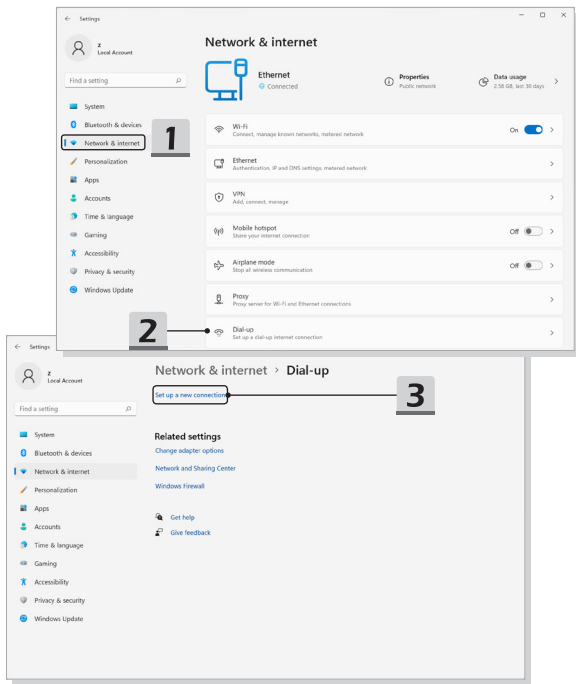 Settings
z
Local Account
Find a setting
System
Bluetooth & devices
Network & internet
Personalization
Apps
Accounts
Time & language
Gaming
Accessibility
Privacy & security
Windows Update
Network & internet
Ethernet
Connected
Properties
Public network
Data usage
2.58 GB, last 30 days
Wi-Fi
Connect, manage known networks, metered network
On
Ethernet
Authentication, IP and DNS settings, metered network
VPN
Add, connect, manage
Mobile hotspot
Share your internet connection
Off
Airplane mode
Stop all wireless communication
Off
Proxy
Proxy server for Wi-Fi and Ethernet connections
Dial-up
Set up a dial-up internet connection
1
2
Settings
z
Local Account
Find a setting
System
Bluetooth & devices
Network & internet
Personalization
Apps
Accounts
Time & language
Gaming
Accessibility
Privacy & security
Windows Update
Network & internet > Dial-up
Set up a new connection
3
Related settings
Change adapter options
Network and Sharing Center
Windows Firewall
Get help
Give feedback